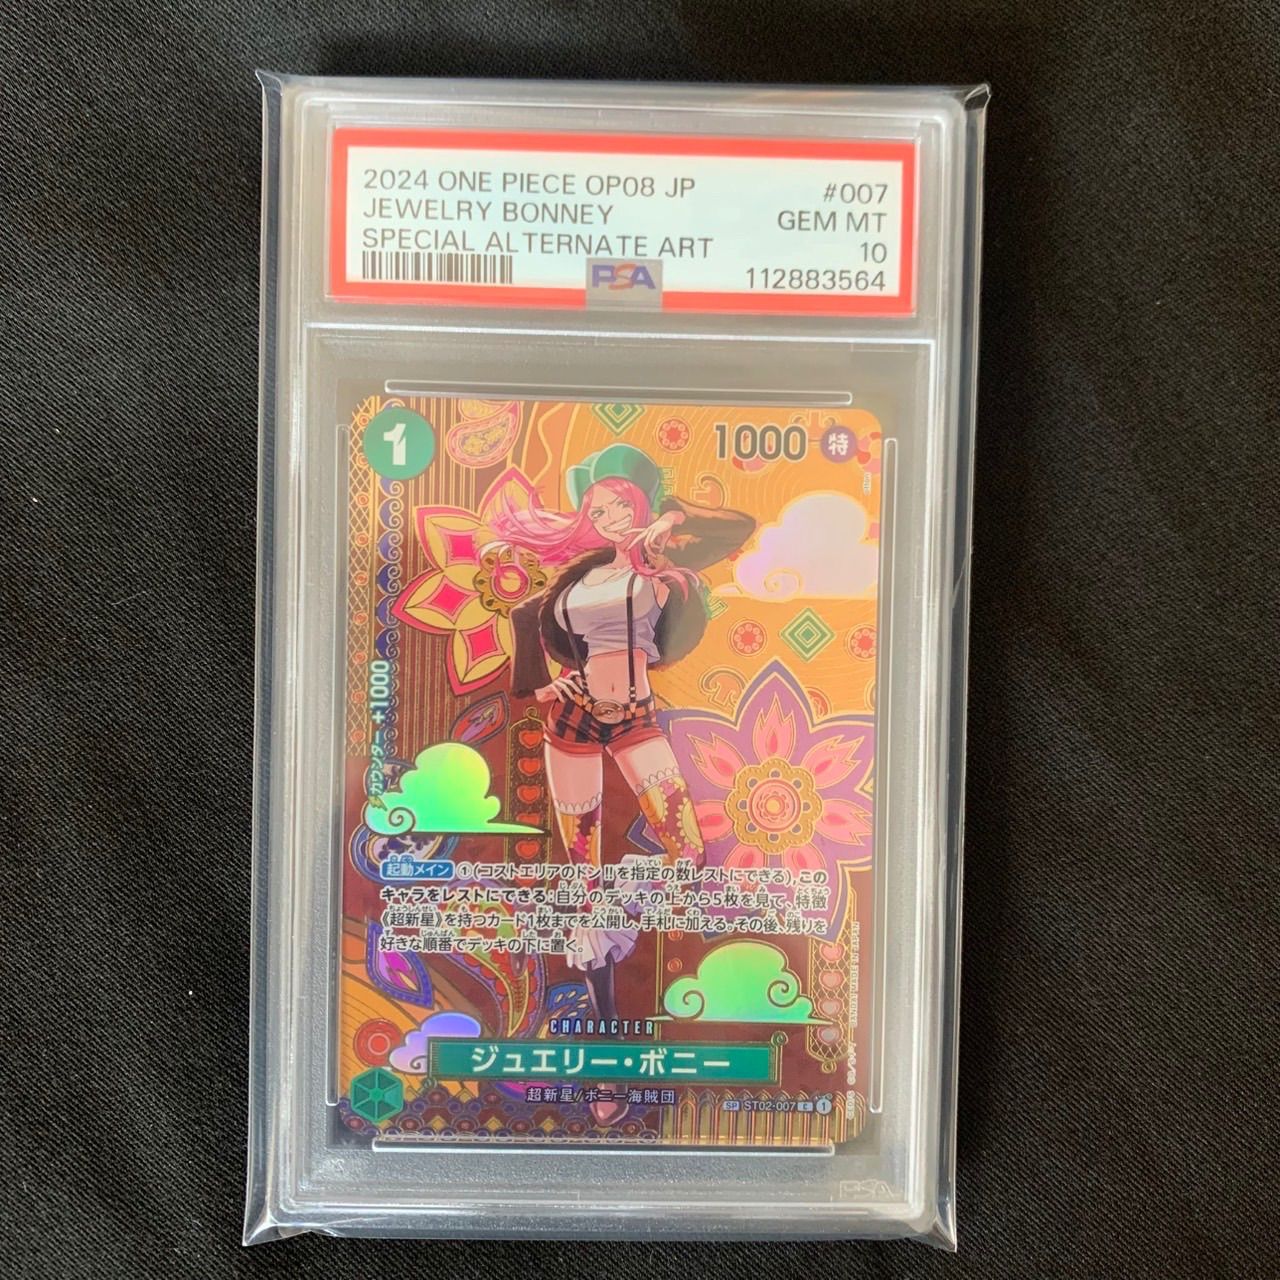 2024 ONE PIECE OP08 JP #007
JEWELRY BONNEY GEM MT
SPECIAL ALTERNATE ART 10
PSA 112883564
1 1000 特
カウンター +1000
起動メイン ①(コストエリアのドン!!を指定の数レストにできる),この
キャラをレストにできる:自分のデッキの上から5枚を見て、特徴
《超新星》を持つカード1枚までを公開し、手札に加える。その後、残りを
好きな順番でデッキの下に置く。
CHARACTER
ジュエリー・ボニー
超新星/ボニー海賊団
SP ST02-007 C 1
BANDAI MADE IN JAPAN
PSA